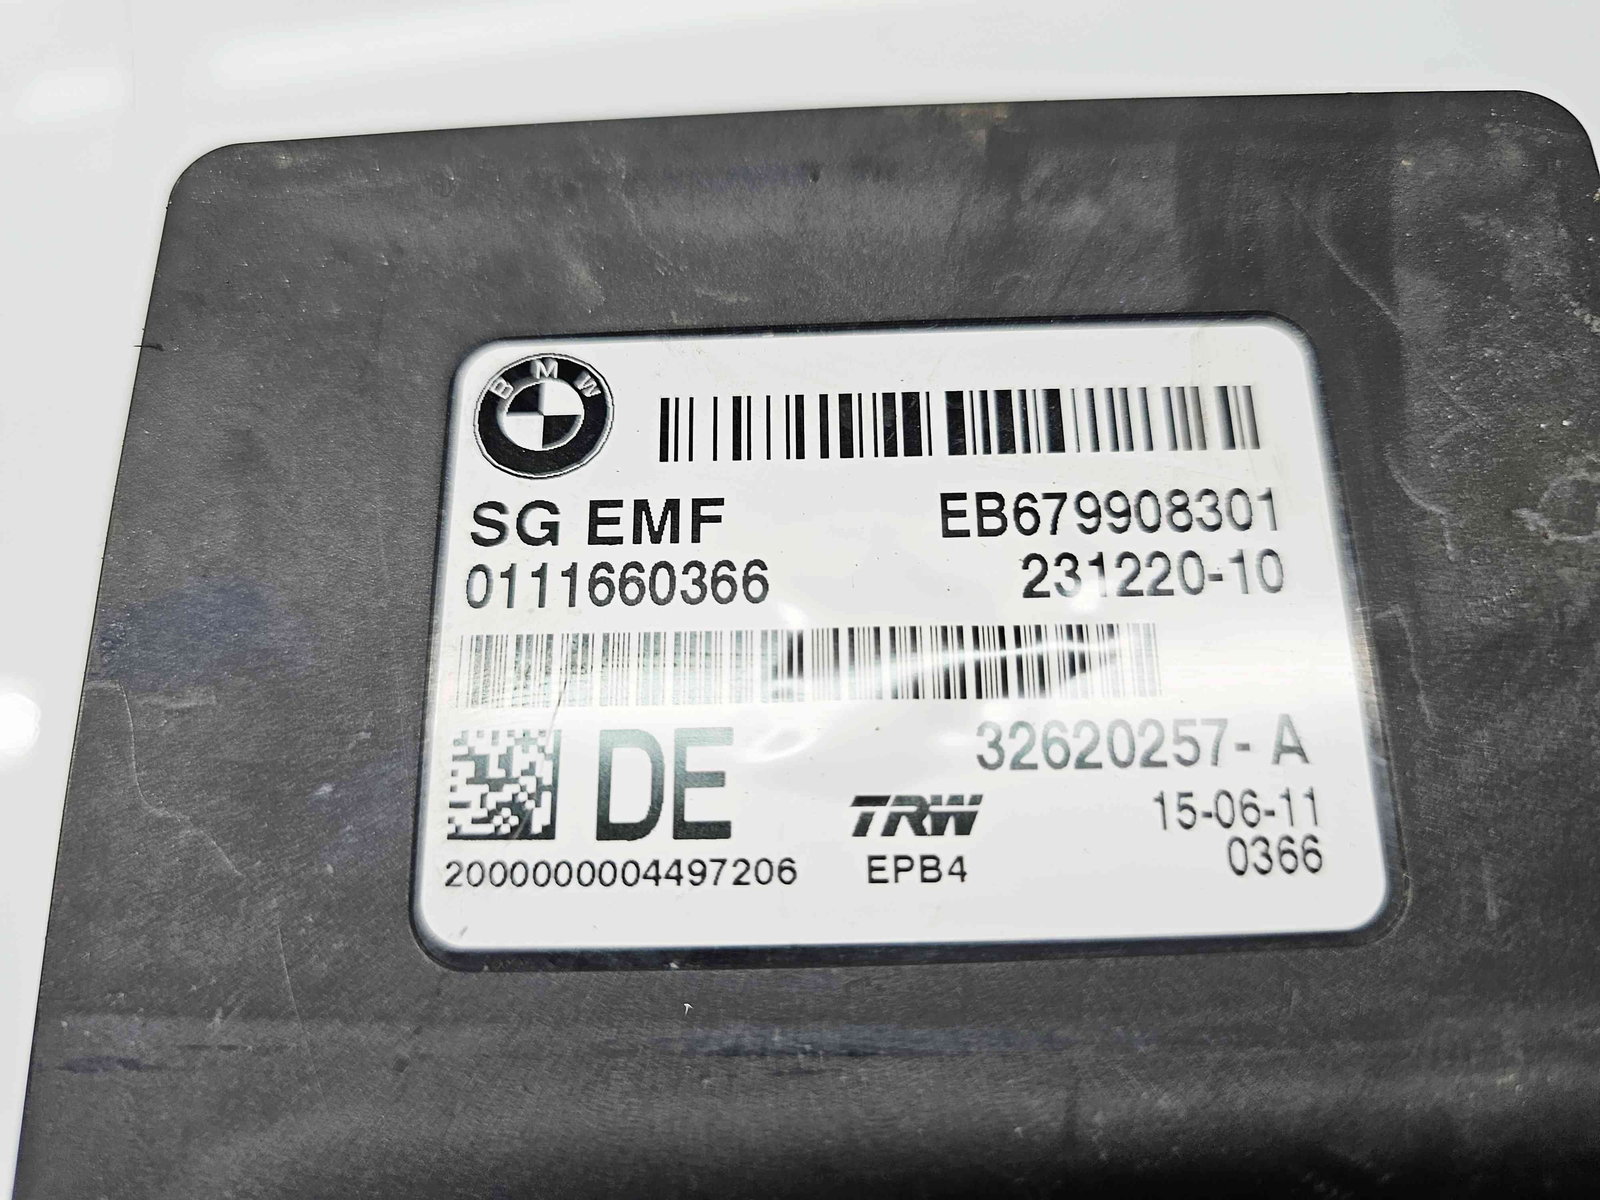 BMW
SG EMF
EB679908301
0111660366
231220-10
DE
32620257-A
TRW
15-06-11
EPB4
0366
2000000004497206